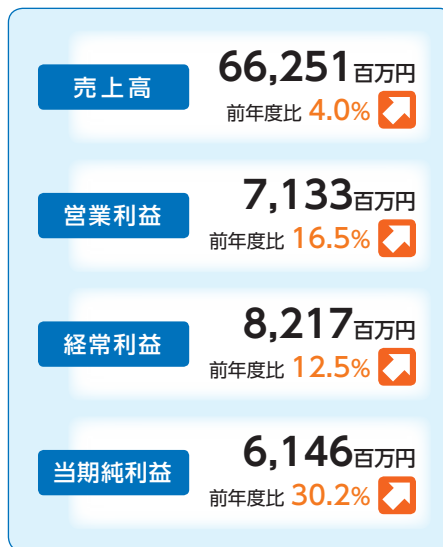 売上高
66,251百万円
前年度比 4.0%
営業利益
7,133百万円
前年度比 16.5%
経常利益
8,217百万円
前年度比 12.5%
当期純利益
6,146百万円
前年度比 30.2%